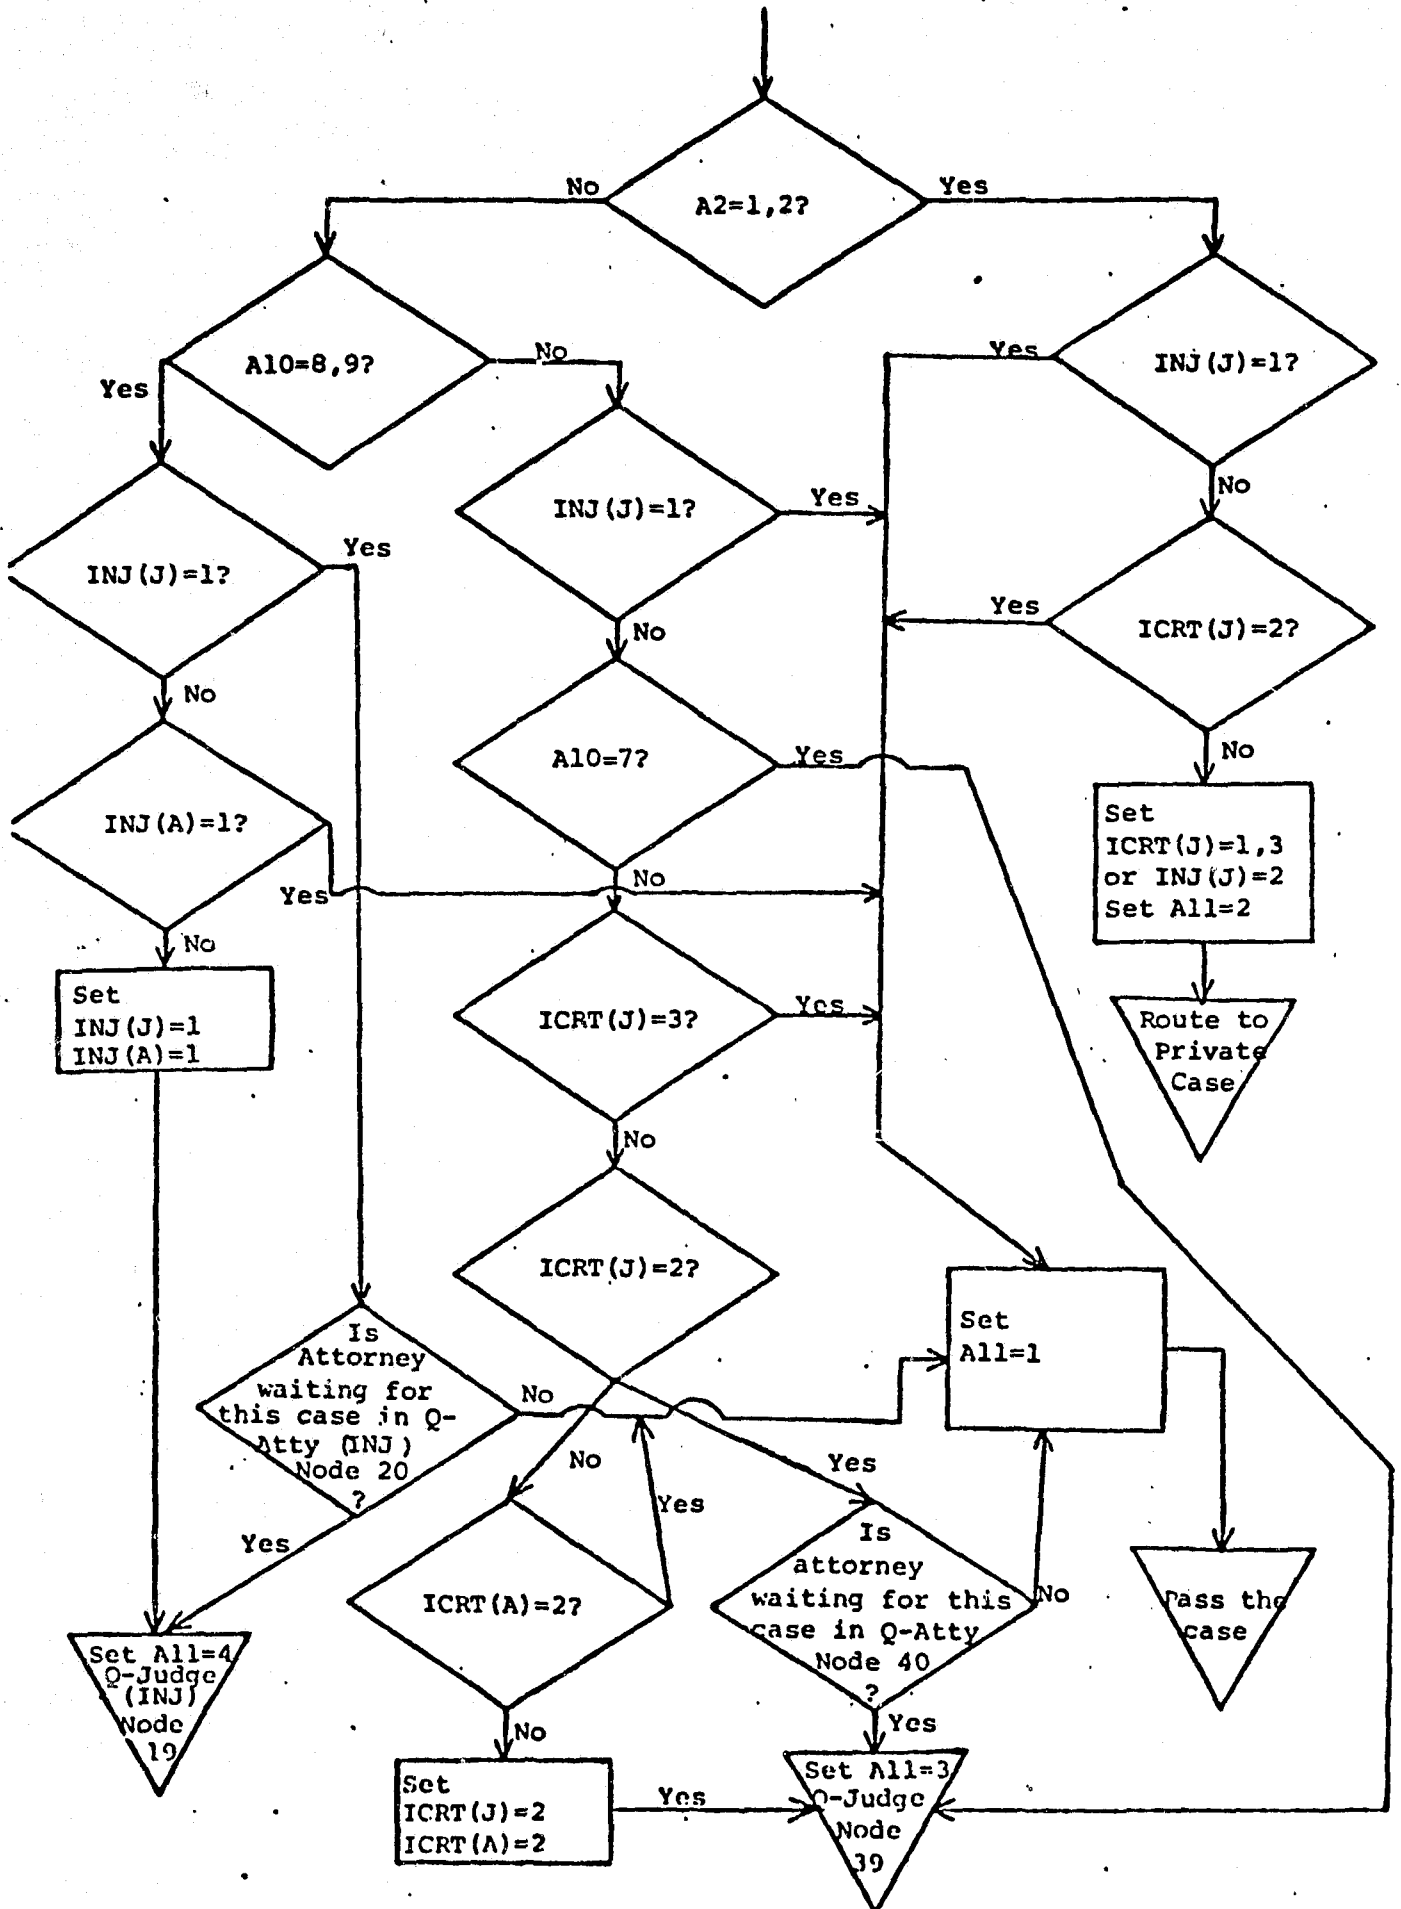 No
A2=1,2?
Yes
A10=8,9?
No
Yes
Yes
INJ(J)=1?
INJ(J)=1?
Yes
No
INJ(J)=1?
Yes
Yes
ICRT(J)=2?
No
No
A10=7?
Yes
No
INJ(A)=1?
Yes
No
Set
ICRT(J)=1,3
or INJ(J)=2
Set A11=2
No
Set
INJ(J)=1
INJ(A)=1
ICRT(J)=3?
Yes
Route to
Private
Case
No
ICRT(J)=2?
Is
Attorney
waiting for
this case in Q-
Atty (INJ)
Node 20
?
No
Set
A11=1
No
Yes
Yes
Yes
ICRT(A)=2?
Is
attorney
waiting for this
case in Q-Atty
Node 40
?
No
Pass the
case
Set A11=4
Q-Judge
(INJ)
Node
19
No
Yes
Set
ICRT(J)=2
ICRT(A)=2
Yes
Set A11=3
Q-Judge
Node
39